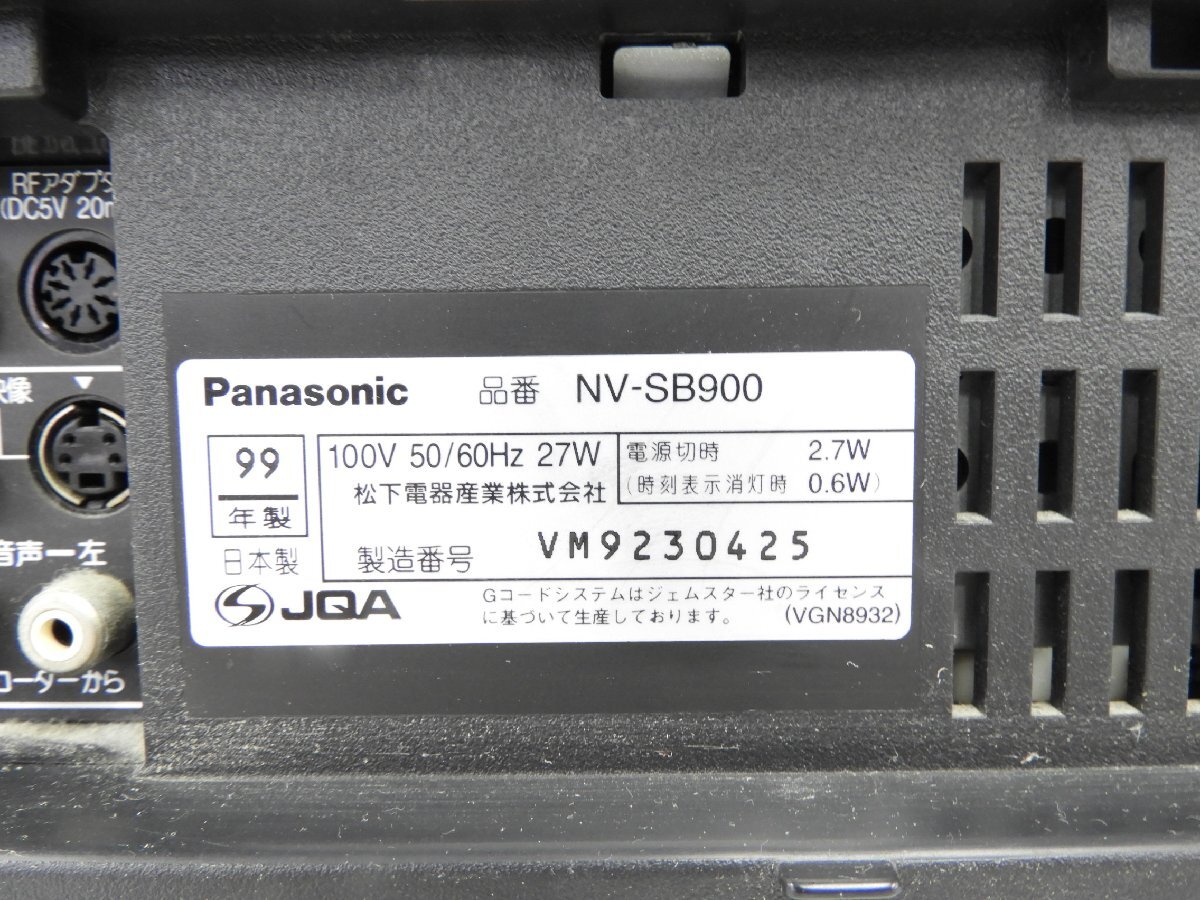 RFアダプタ
(DC5V 20m
映像
音声ー左
コーターから
Panasonic 品番 NV-SB900
99
年製
日本製
100V 50/60Hz 27W
松下電器産業株式会社
電源切時 2.7W
(時刻表示消灯時 0.6W)
製造番号 VM9230425
JQA
Gコードシステムはジェムスター社のライセンス
に基づいて生産しております。 (VGN8932)